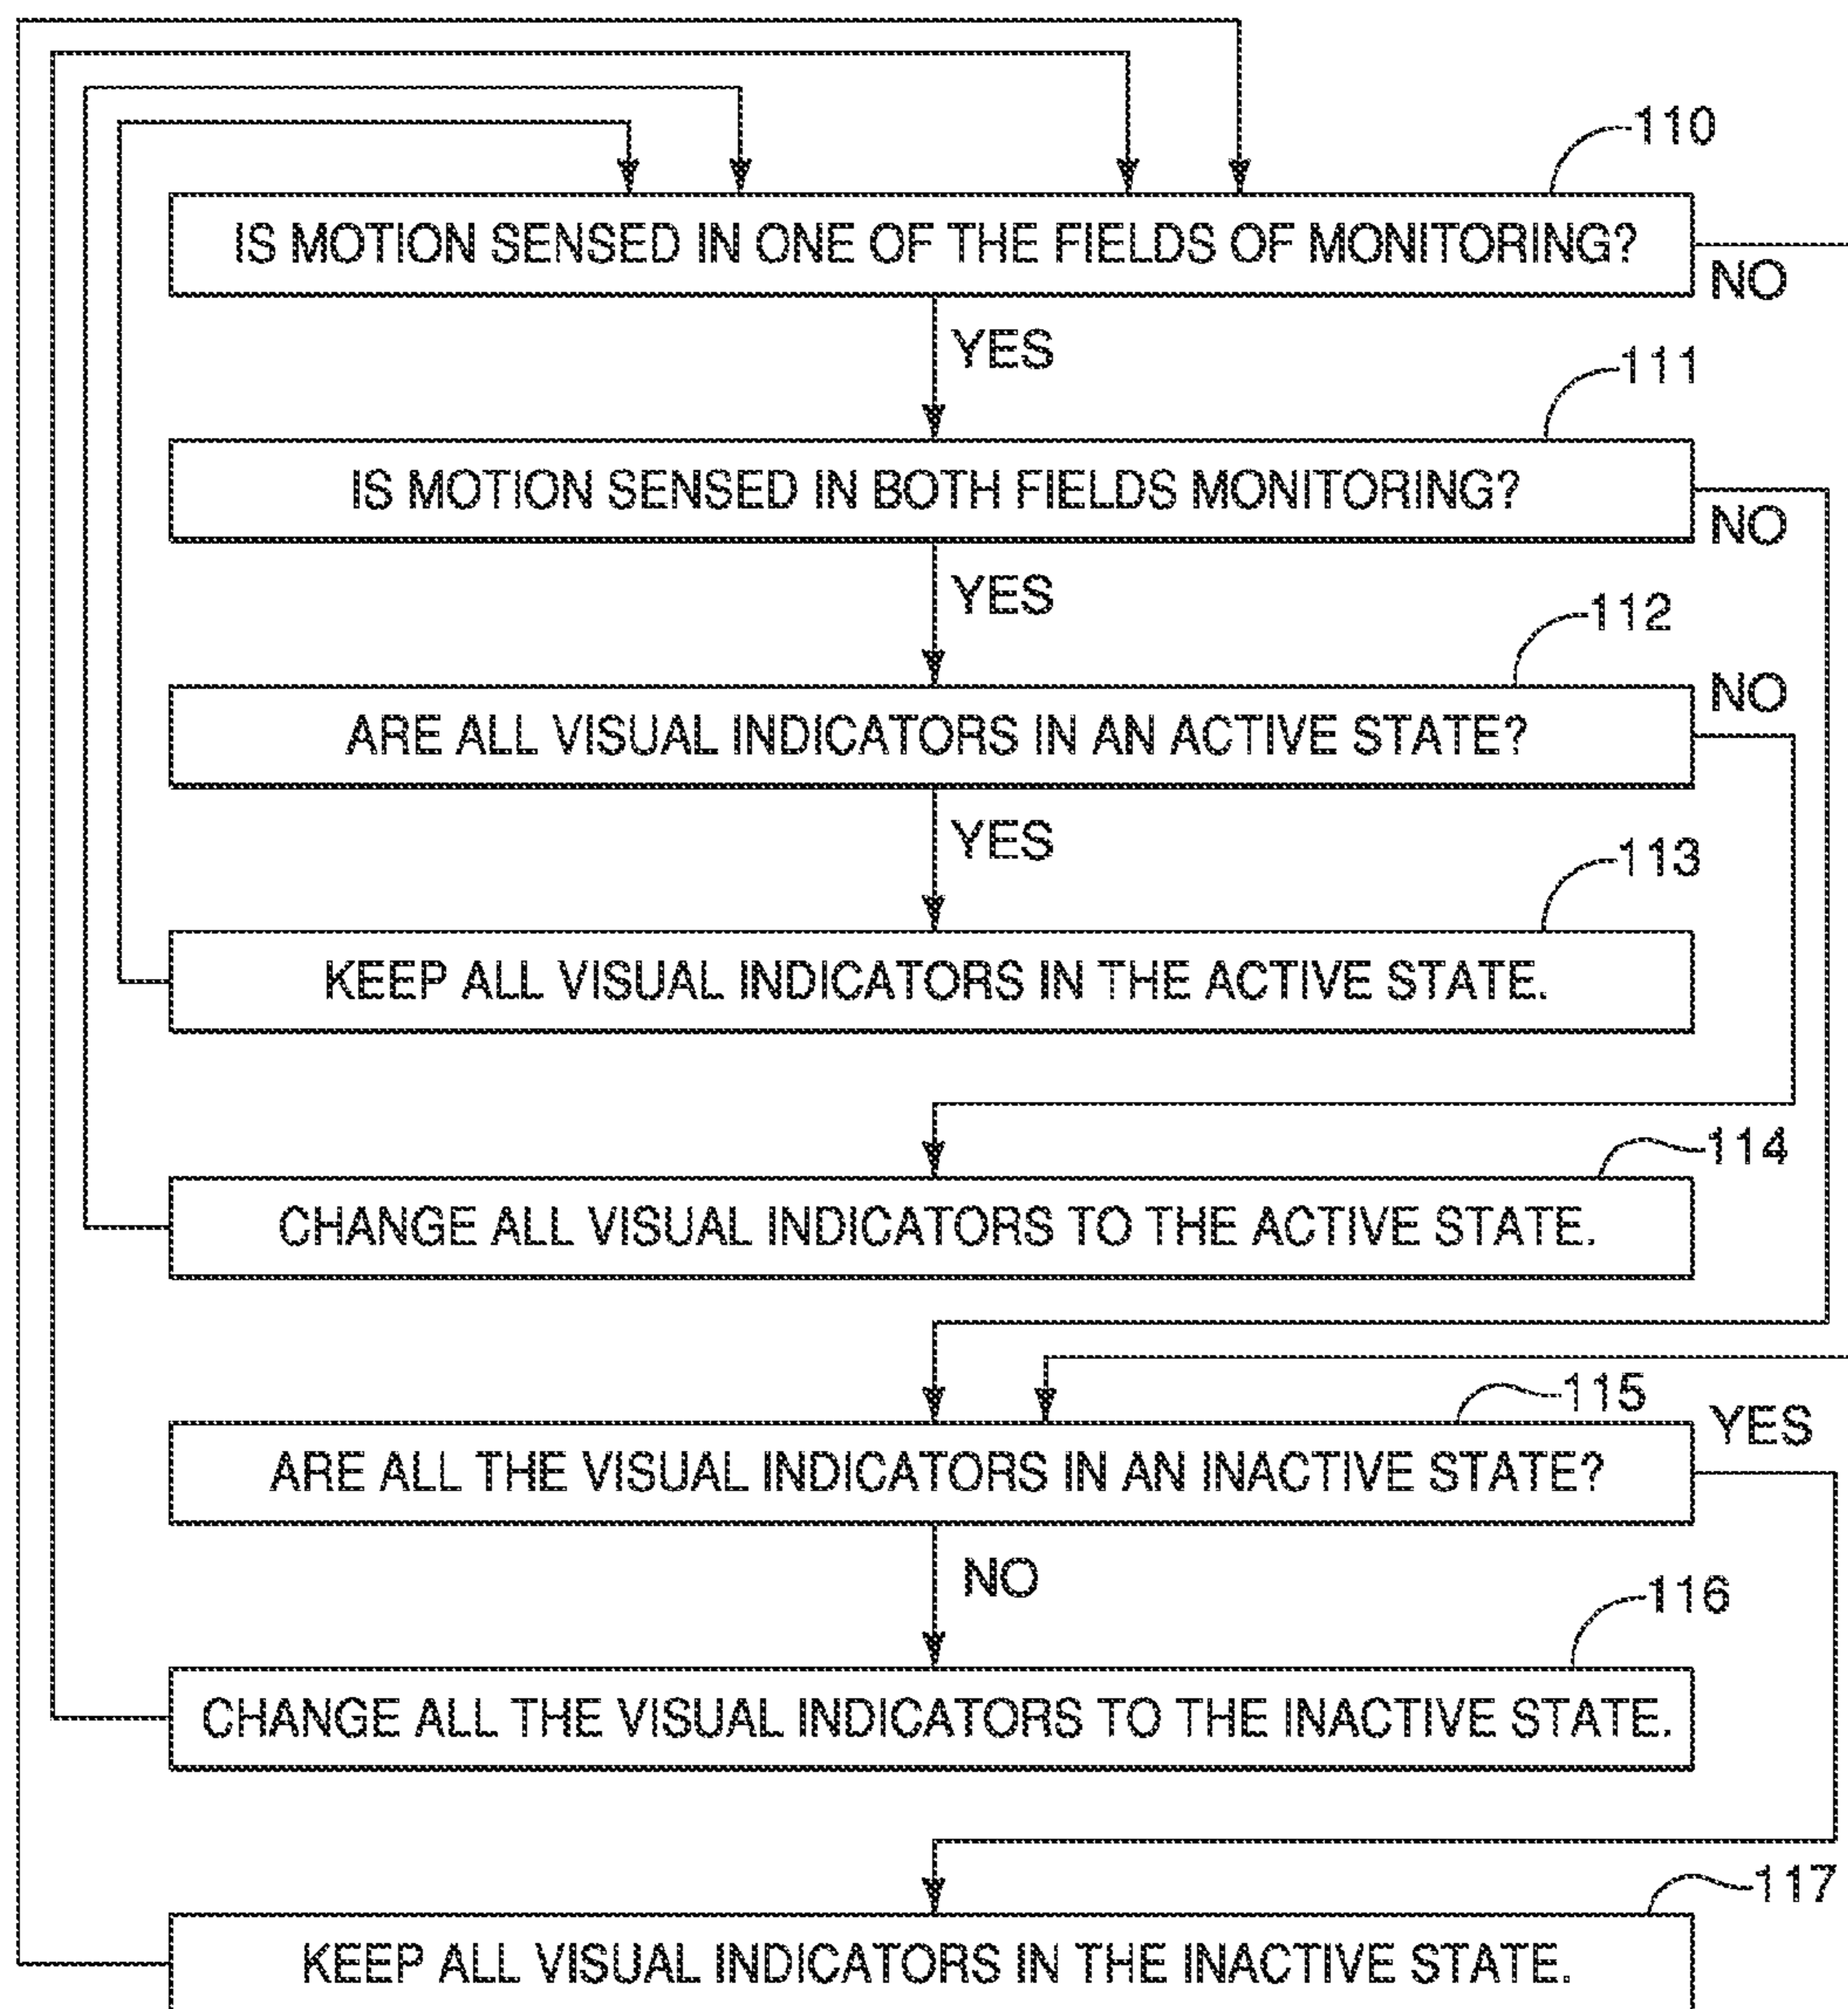 110
IS MOTION SENSED IN ONE OF THE FIELDS OF MONITORING?
NO
YES
111
IS MOTION SENSED IN BOTH FIELDS MONITORING?
NO
YES
112
NO
ARE ALL VISUAL INDICATORS IN AN ACTIVE STATE?
YES
113
KEEP ALL VISUAL INDICATORS IN THE ACTIVE STATE.
114
CHANGE ALL VISUAL INDICATORS TO THE ACTIVE STATE.
115
YES
ARE ALL THE VISUAL INDICATORS IN AN INACTIVE STATE?
NO
116
CHANGE ALL THE VISUAL INDICATORS TO THE INACTIVE STATE.
117
KEEP ALL VISUAL INDICATORS IN THE INACTIVE STATE.